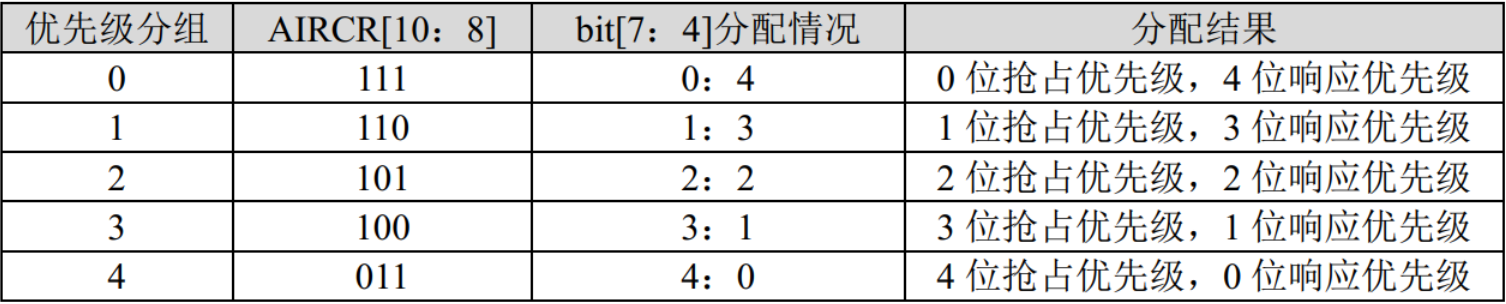 优先级分组 AIRCR[10：8] bit[7：4]分配情况 分配结果
0 111 0：4 0 位抢占优先级，4 位响应优先级
1 110 1：3 1 位抢占优先级，3 位响应优先级
2 101 2：2 2 位抢占优先级，2 位响应优先级
3 100 3：1 3 位抢占优先级，1 位响应优先级
4 011 4：0 4 位抢占优先级，0 位响应优先级